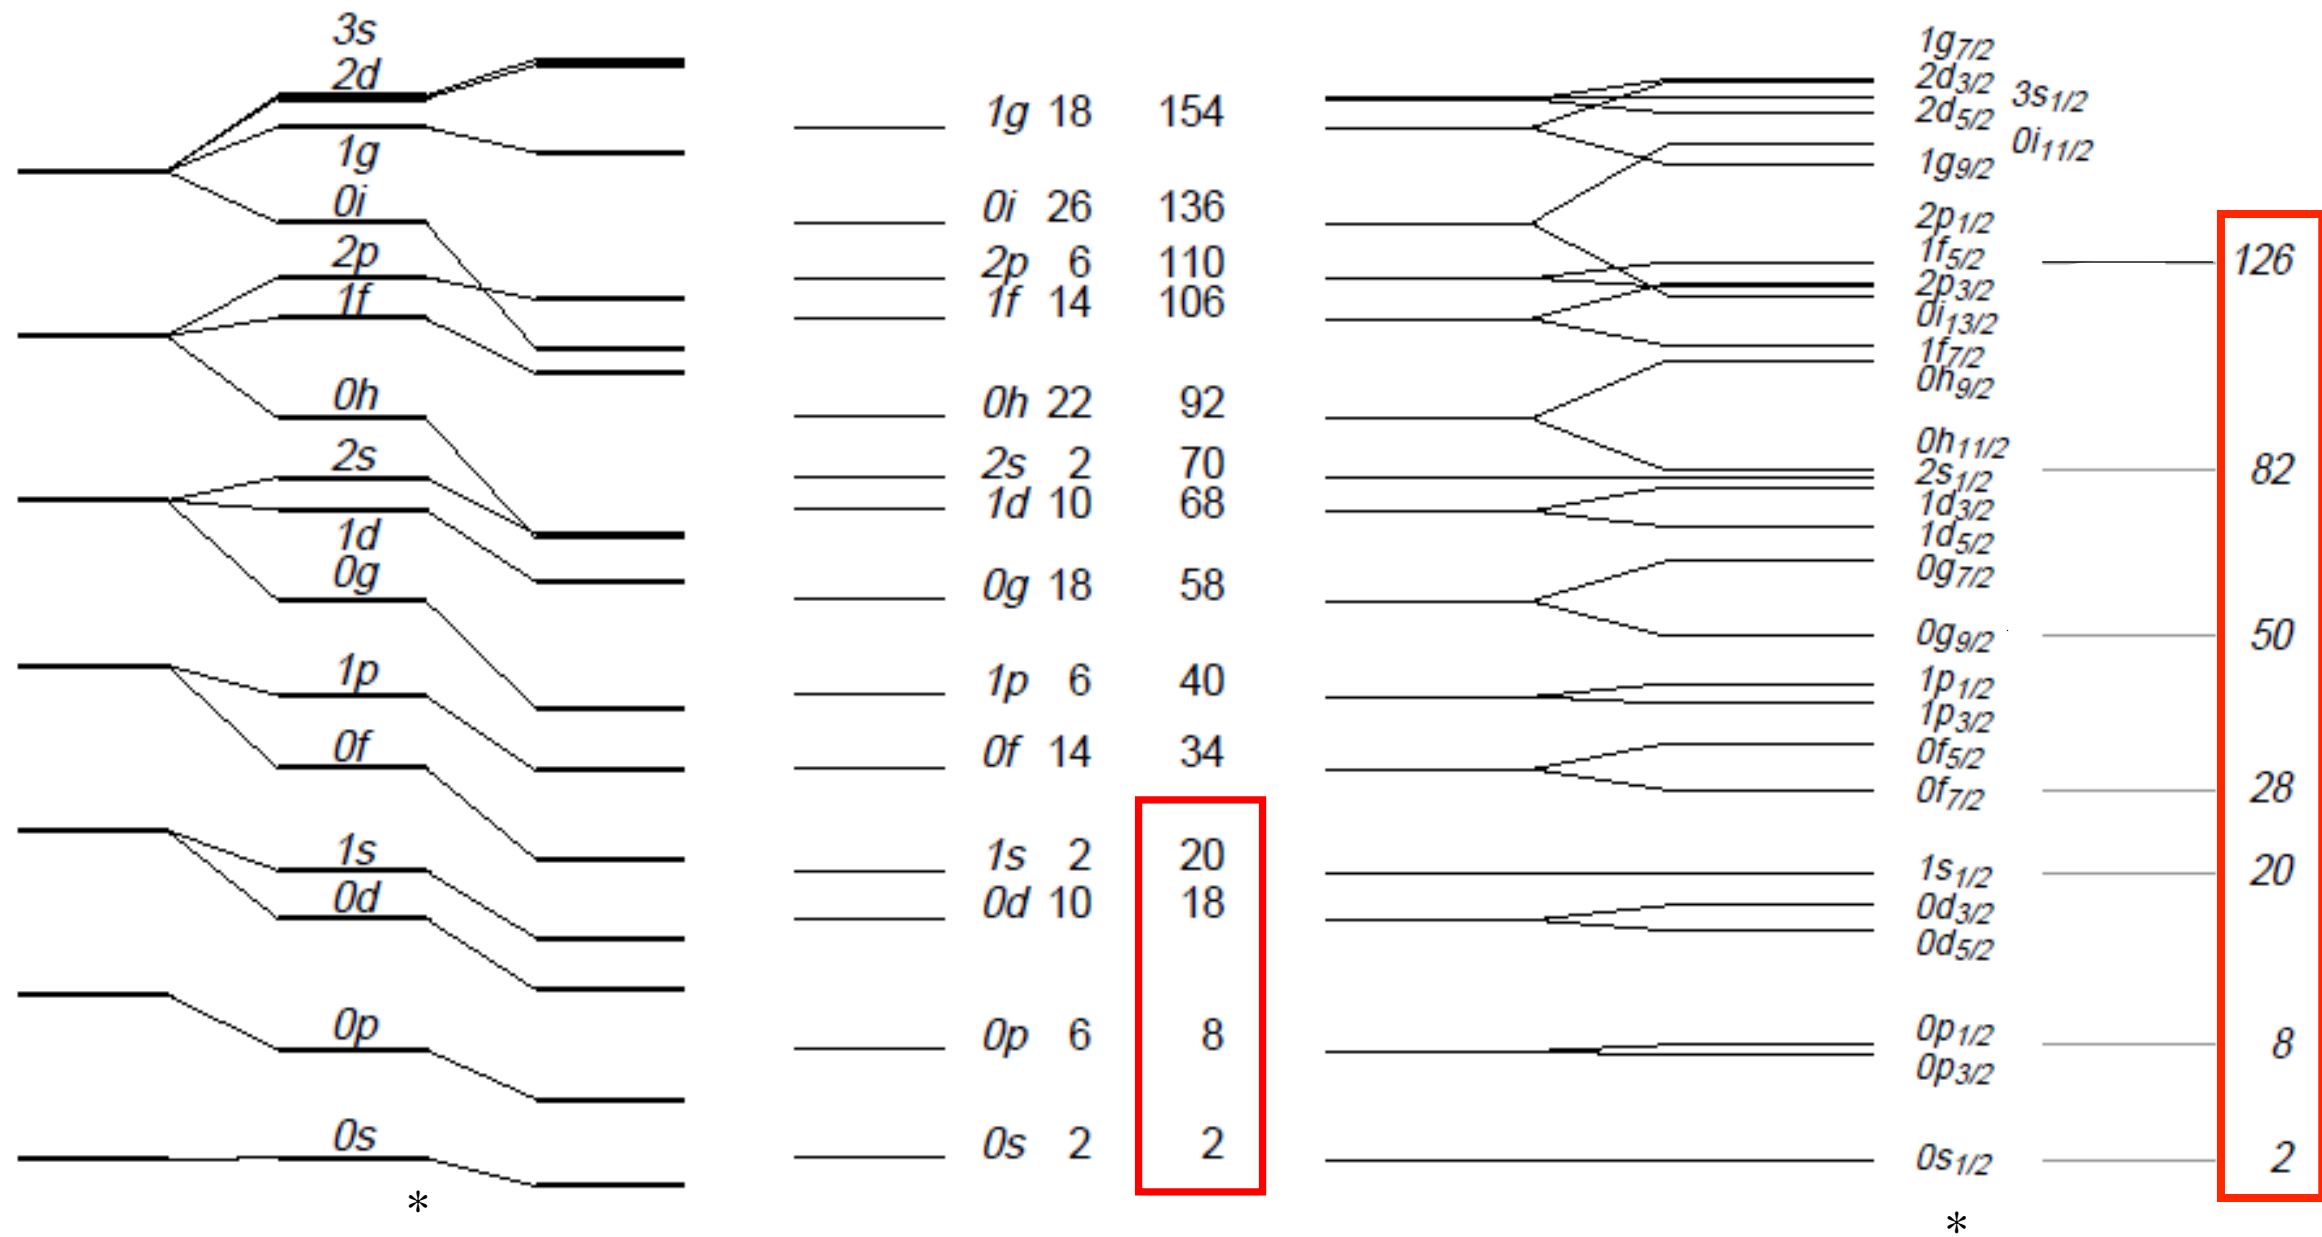 3s
2d
1g
0i
2p
1f
0h
2s
1d
0g
1p
0f
1s
0d
0p
0s
*
1g 18 154
0i 26 136
2p 6 110
1f 14 106
0h 22 92
2s 2 70
1d 10 68
0g 18 58
1p 6 40
0f 14 34
1s 2 20
0d 10 18
0p 6 8
0s 2 2
1g7/2
2d3/2 3s1/2
2d5/2
0i11/2
1g9/2
2p1/2
1f5/2 126
2p3/2
0i13/2
1f7/2
0h9/2
0h11/2 82
2s1/2
1d3/2
1d5/2
0g7/2
0g9/2 50
1p1/2
1p3/2
0f5/2
0f7/2 28
1s1/2 20
0d3/2
0d5/2
0p1/2 8
0p3/2
0s1/2 2
*